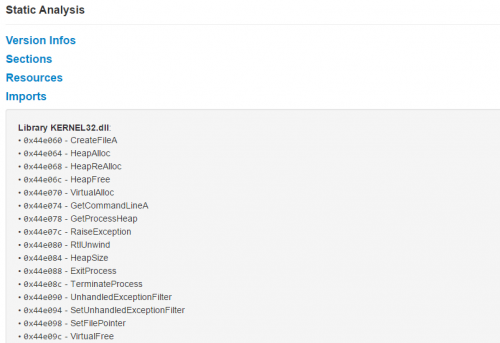 Static Analysis
Version Infos
Sections
Resources
Imports
Library KERNEL32.dll:
• 0x44e060 - CreateFileA
• 0x44e064 - HeapAlloc
• 0x44e068 - HeapReAlloc
• 0x44e06c - HeapFree
• 0x44e070 - VirtualAlloc
• 0x44e074 - GetCommandLineA
• 0x44e078 - GetProcessHeap
• 0x44e07c - RaiseException
• 0x44e080 - RtlUnwind
• 0x44e084 - HeapSize
• 0x44e088 - ExitProcess
• 0x44e08c - TerminateProcess
• 0x44e090 - UnhandledExceptionFilter
• 0x44e094 - SetUnhandledExceptionFilter
• 0x44e098 - SetFilePointer
• 0x44e09c - VirtualFree